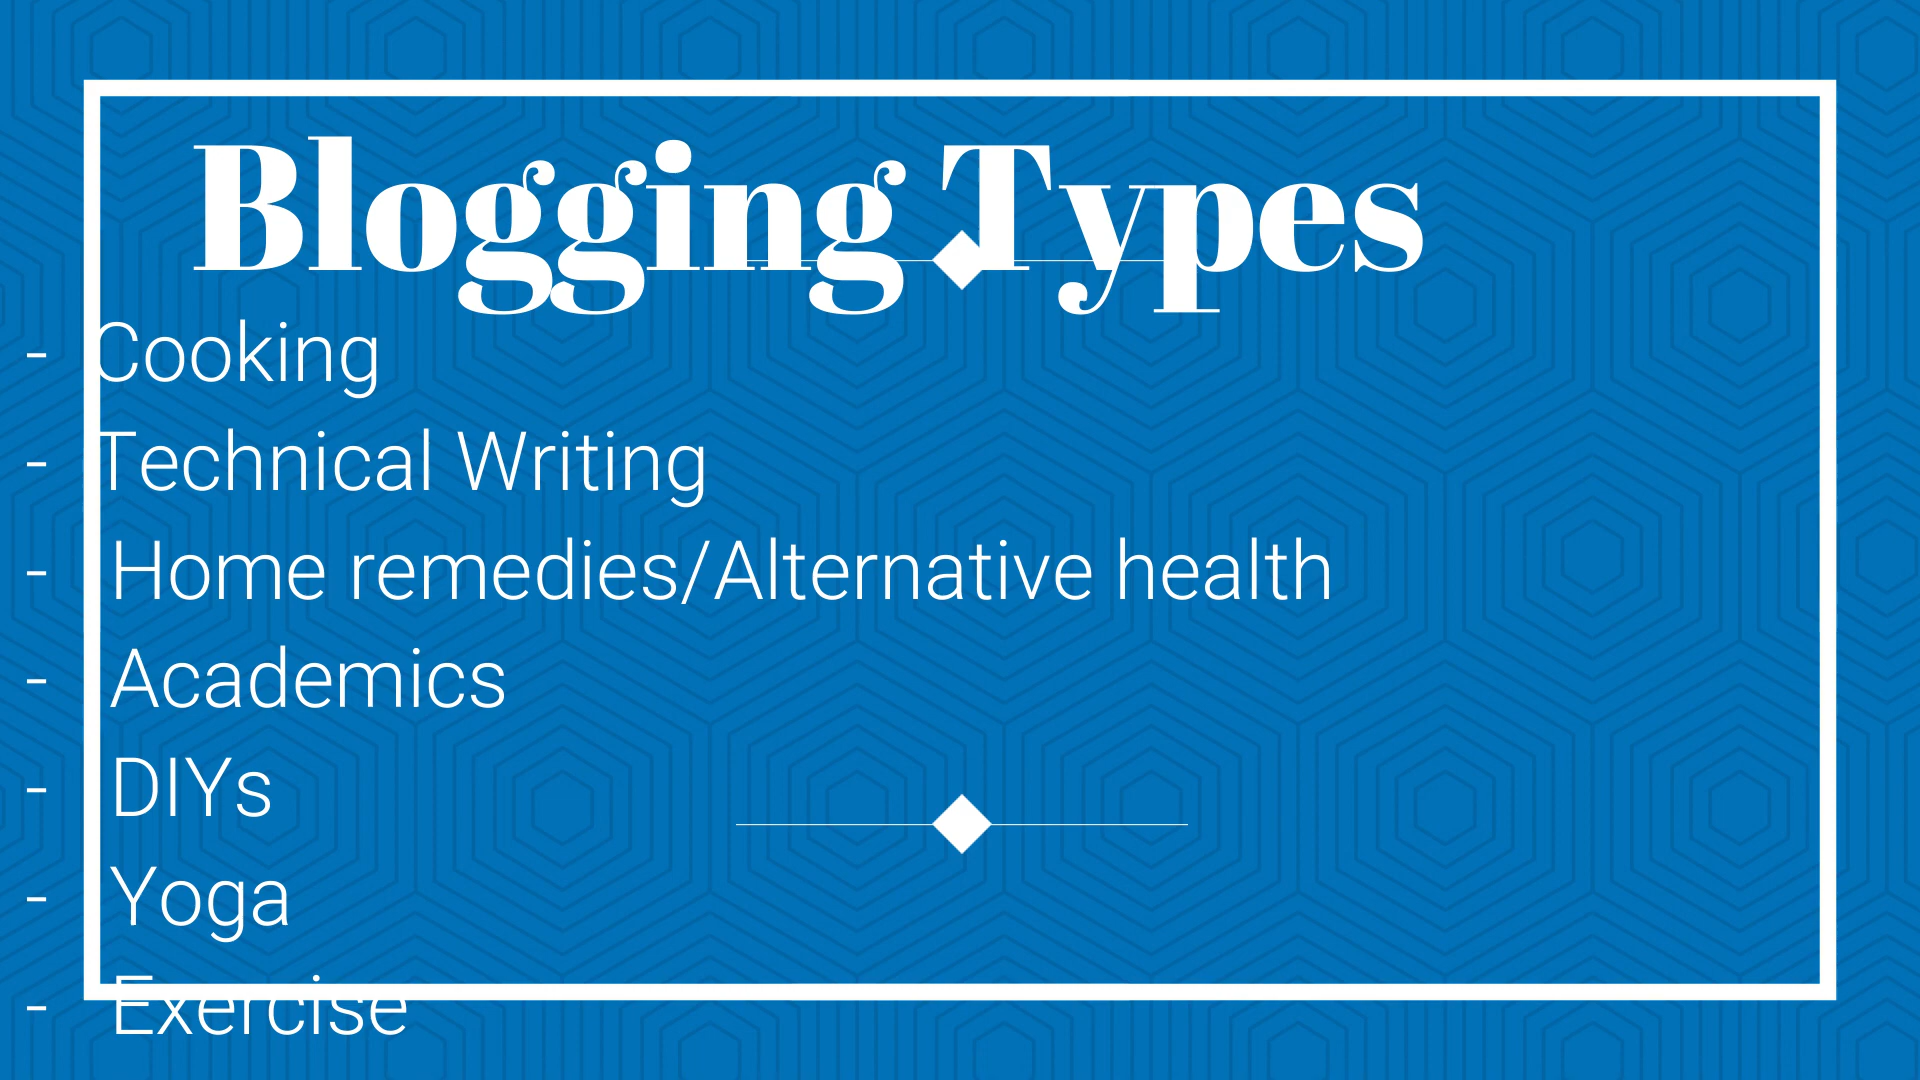 Blogging Types
- Cooking
- Technical Writing
- Home remedies/Alternative health
- Academics
- DIYs
- Yoga
- Exercise